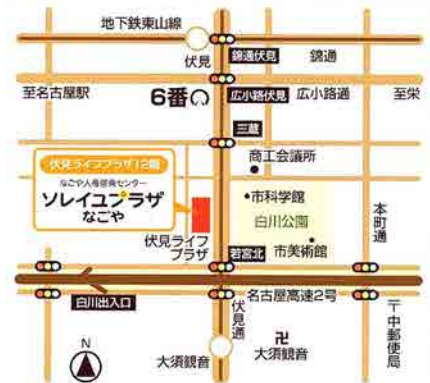 地下鉄東山線
伏見
錦通伏見
錦通
至名古屋駅
6番
広小路伏見
広小路通
至栄
三蔵
商工会議所
伏見ライフプラザ12階
なごや人権啓発センター
ソレイユプラザ
なごや
市科学館
白川公園
本町通
伏見ライフ
プラザ
若宮北
市美術館
白川出入口
伏見通
名古屋高速2号
〒中郵便局
N
大須観音
卍
大須観音